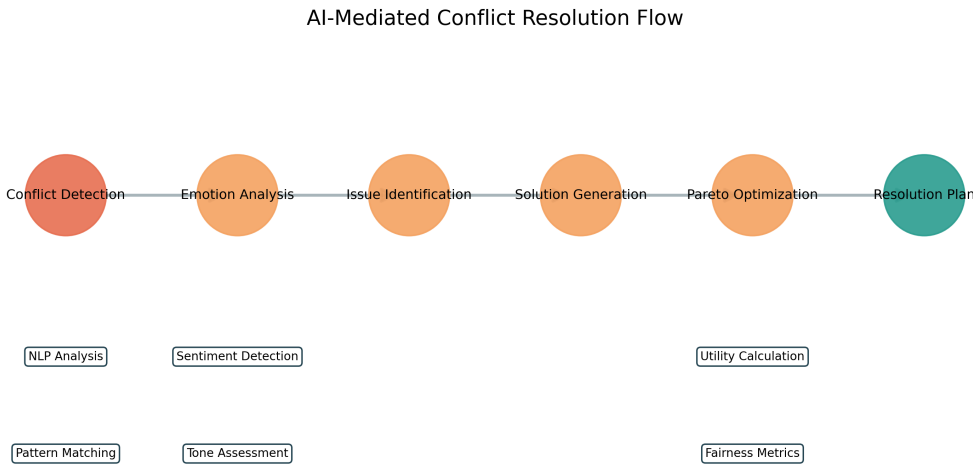 AI-Mediated Conflict Resolution Flow
Conflict Detection
Emotion Analysis
Issue Identification
Solution Generation
Pareto Optimization
Resolution Plan
NLP Analysis
Sentiment Detection
Utility Calculation
Pattern Matching
Tone Assessment
Fairness Metrics